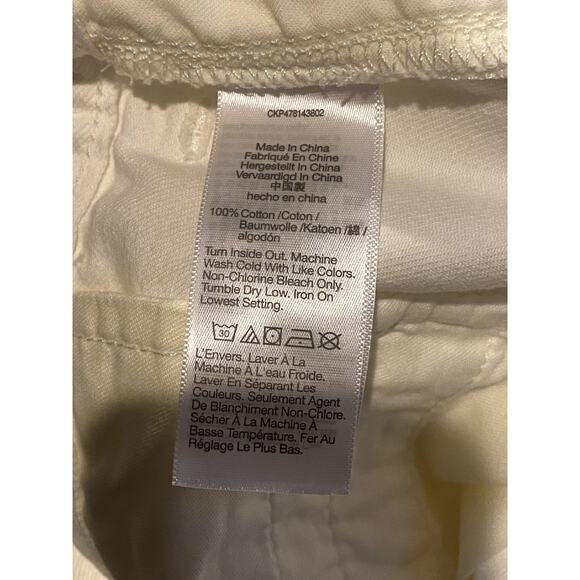 CKP478143802
Made In China
Fabriqué En Chine
Hergestellt In China
Vervaardigd In China
中国製
hecho en china
100% Cotton /Coton /
Baumwolle /Katoen /綿 /
algodón
Turn Inside Out. Machine
Wash Cold With Like Colors.
Non-Chlorine Bleach Only.
Tumble Dry Low. Iron On
Lowest Setting.
30
L'Envers. Laver À La
Machine À L'eau Froide.
Laver En Séparant Les
Couleurs. Seulement Agent
De Blanchiment Non-Chlore.
Sécher À La Machine À
Basse Température. Fer Au
Réglage Le Plus Bas.